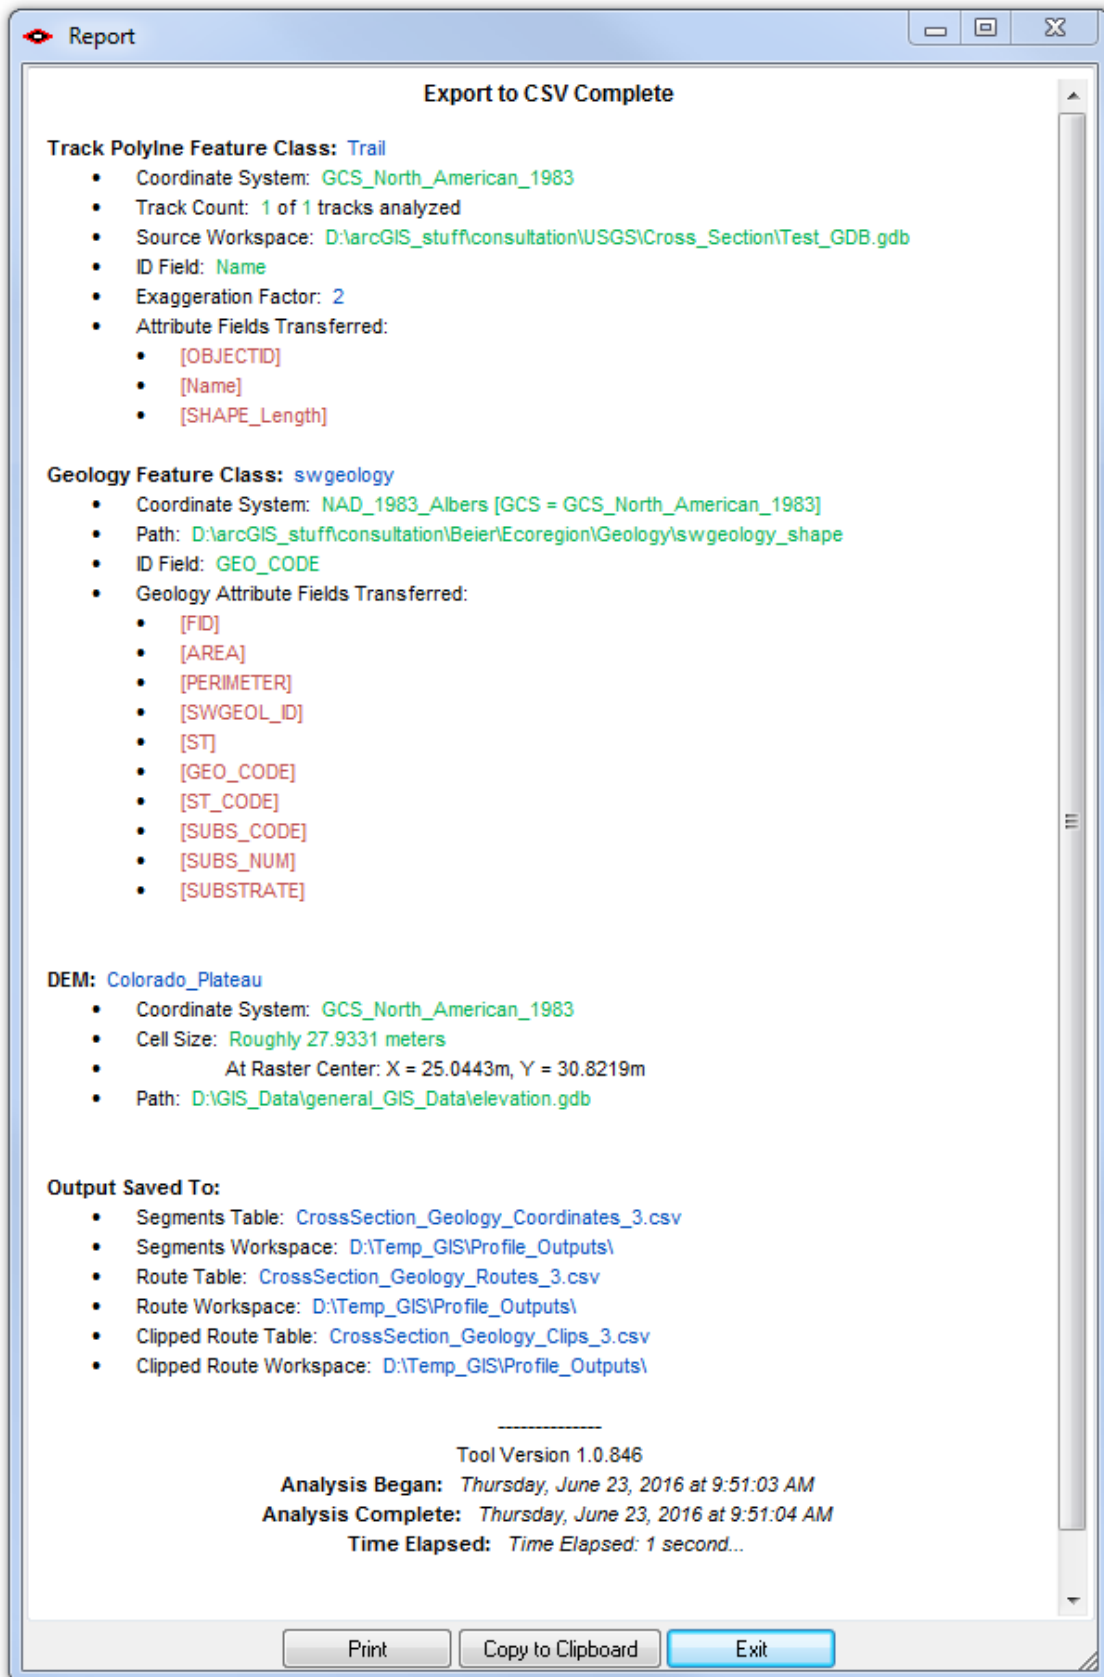 Report
Export to CSV Complete
Track Polylne Feature Class: Trail
• Coordinate System: GCS_North_American_1983
• Track Count: 1 of 1 tracks analyzed
• Source Workspace: D:\arcGIS_stuff\consultation\USGS\Cross_Section\Test_GDB.gdb
• ID Field: Name
• Exaggeration Factor: 2
• Attribute Fields Transferred:
• [OBJECTID]
• [Name]
• [SHAPE_Length]
Geology Feature Class: swgeology
• Coordinate System: NAD_1983_Albers [GCS = GCS_North_American_1983]
• Path: D:\arcGIS_stuff\consultation\Beier\Ecoregion\Geology\swgeology_shape
• ID Field: GEO_CODE
• Geology Attribute Fields Transferred:
• [FID]
• [AREA]
• [PERIMETER]
• [SWGEOL_ID]
• [ST]
• [GEO_CODE]
• [ST_CODE]
• [SUBS_CODE]
• [SUBS_NUM]
• [SUBSTRATE]
DEM: Colorado_Plateau
• Coordinate System: GCS_North_American_1983
• Cell Size: Roughly 27.9331 meters
• At Raster Center: X = 25.0443m, Y = 30.8219m
• Path: D:\GIS_Data\general_GIS_Data\elevation.gdb
Output Saved To:
• Segments Table: CrossSection_Geology_Coordinates_3.csv
• Segments Workspace: D:\Temp_GIS\Profile_Outputs\
• Route Table: CrossSection_Geology_Routes_3.csv
• Route Workspace: D:\Temp_GIS\Profile_Outputs\
• Clipped Route Table: CrossSection_Geology_Clips_3.csv
• Clipped Route Workspace: D:\Temp_GIS\Profile_Outputs\
--------------
Tool Version 1.0.846
Analysis Began: Thursday, June 23, 2016 at 9:51:03 AM
Analysis Complete: Thursday, June 23, 2016 at 9:51:04 AM
Time Elapsed: Time Elapsed: 1 second...
Print Copy to Clipboard Exit